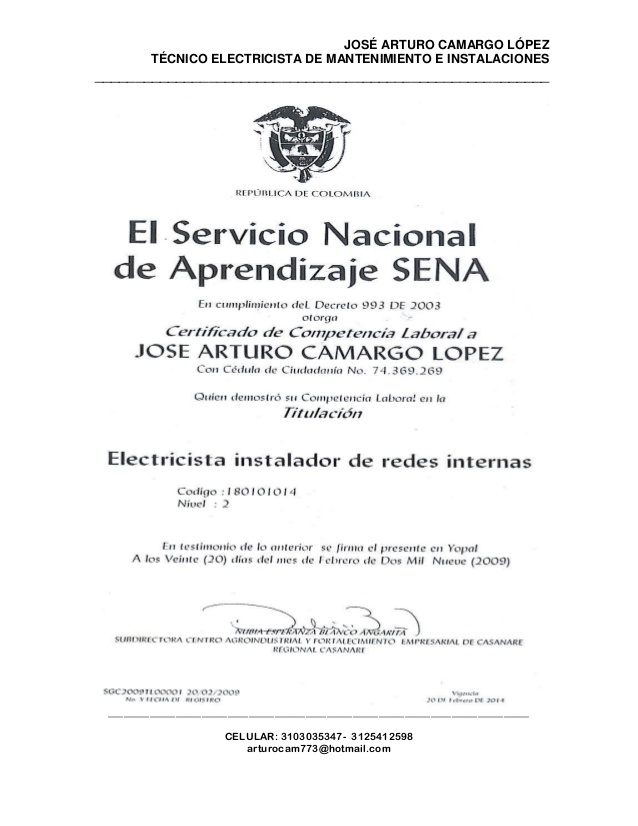 JOSÉ ARTURO CAMARGO LÓPEZ
TÉCNICO ELECTRICISTA DE MANTENIMIENTO E INSTALACIONES
REPÚBLICA DE COLOMBIA
El Servicio Nacional
de Aprendizaje SENA
En cumplimiento del Decreto 993 DE 2003
otorga
Certificado de Competencia Laboral a
JOSE ARTURO CAMARGO LOPEZ
Con Cédula de Ciudadanía No. 74.369.269
Quien demostró su Competencia Laboral en la
Titulación
Electricista instalador de redes internas
Codigo : 180101014
Nivel : 2
En testimonio de lo anterior se firma el presente en Yopal
A los Veinte (20) días del mes de Febrero de Dos Mil Nueve (2009)
NUBIA ESPERANZA BLANCO ANGARITA
SUBDIRECTORA CENTRO AGROINDUSTRIAL Y FORTALECIMIENTO EMPRESARIAL DE CASANARE
REGIONAL CASANARE
SGC20091L00001 20/02/2009
No. Y FECHA DE REGISTRO
Vigencia
20 DE Febrero DE 2014
CELULAR: 3103035347- 3125412598
arturocam773@hotmail.com